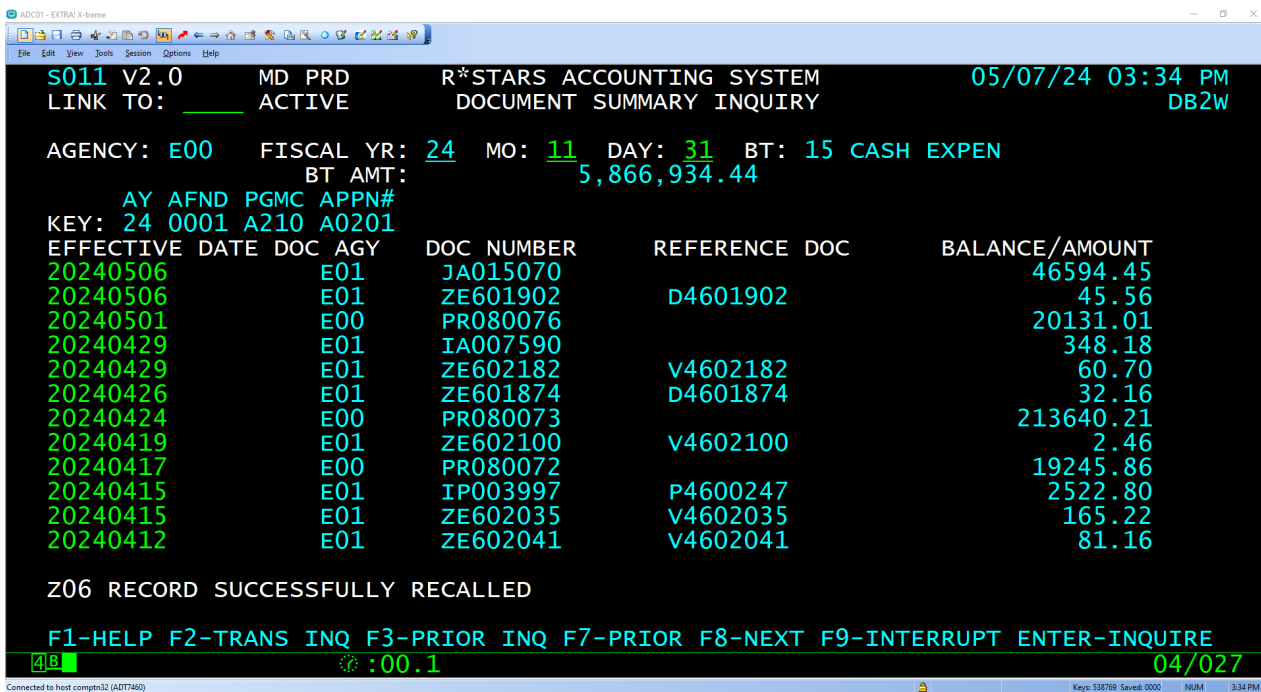 ADC01 - EXTRA! X-treme
File Edit View Tools Session Options Help
S011 V2.0 MD PRD R*STARS ACCOUNTING SYSTEM 05/07/24 03:34 PM
LINK TO: _____ ACTIVE DOCUMENT SUMMARY INQUIRY DB2W
AGENCY: E00 FISCAL YR: 24 MO: 11 DAY: 31 BT: 15 CASH EXPEN
BT AMT: 5,866,934.44
AY AFND PGMC APPN#
KEY: 24 0001 A210 A0201
EFFECTIVE DATE DOC AGY DOC NUMBER REFERENCE DOC BALANCE/AMOUNT
20240506 E01 JA015070 46594.45
20240506 E01 ZE601902 D4601902 45.56
20240501 E00 PR080076 20131.01
20240429 E01 IA007590 348.18
20240429 E01 ZE602182 V4602182 60.70
20240426 E01 ZE601874 D4601874 32.16
20240424 E00 PR080073 213640.21
20240419 E01 ZE602100 V4602100 2.46
20240417 E00 PR080072 19245.86
20240415 E01 IP003997 P4600247 2522.80
20240415 E01 ZE602035 V4602035 165.22
20240412 E01 ZE602041 V4602041 81.16
Z06 RECORD SUCCESSFULLY RECALLED
F1-HELP F2-TRANS INQ F3-PRIOR INQ F7-PRIOR F8-NEXT F9-INTERRUPT ENTER-INQUIRE
4B :00.1 04/027
Connected to host comptn32 (ADT7460) Keys: 538769 Saved: 0000 NUM 3:34 PM